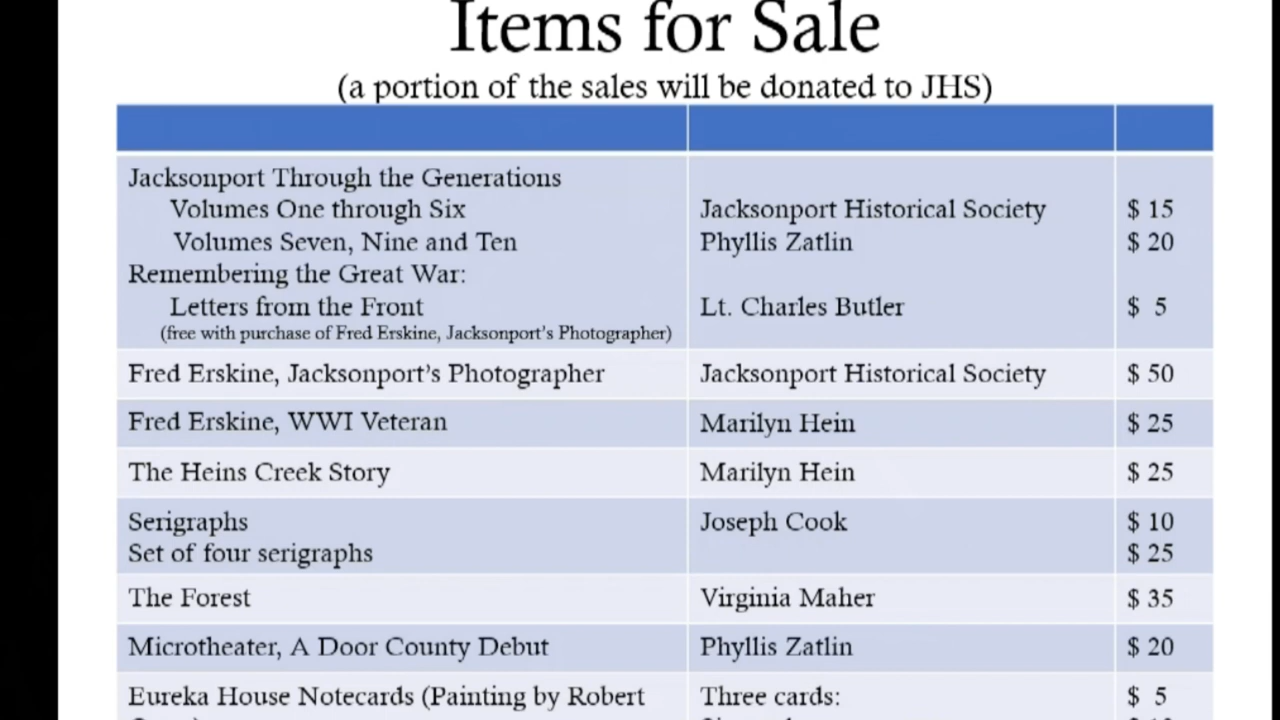 Items for Sale
(a portion of the sales will be donated to JHS)
Jacksonport Through the Generations
Volumes One through Six Jacksonport Historical Society $ 15
Volumes Seven, Nine and Ten Phyllis Zatlin $ 20
Remembering the Great War:
Letters from the Front Lt. Charles Butler $ 5
(free with purchase of Fred Erskine, Jacksonport's Photographer)
Fred Erskine, Jacksonport's Photographer Jacksonport Historical Society $ 50
Fred Erskine, WWI Veteran Marilyn Hein $ 25
The Heins Creek Story Marilyn Hein $ 25
Serigraphs Joseph Cook $ 10
Set of four serigraphs $ 25
The Forest Virginia Maher $ 35
Microtheater, A Door County Debut Phyllis Zatlin $ 20
Eureka House Notecards (Painting by Robert Three cards: $ 5